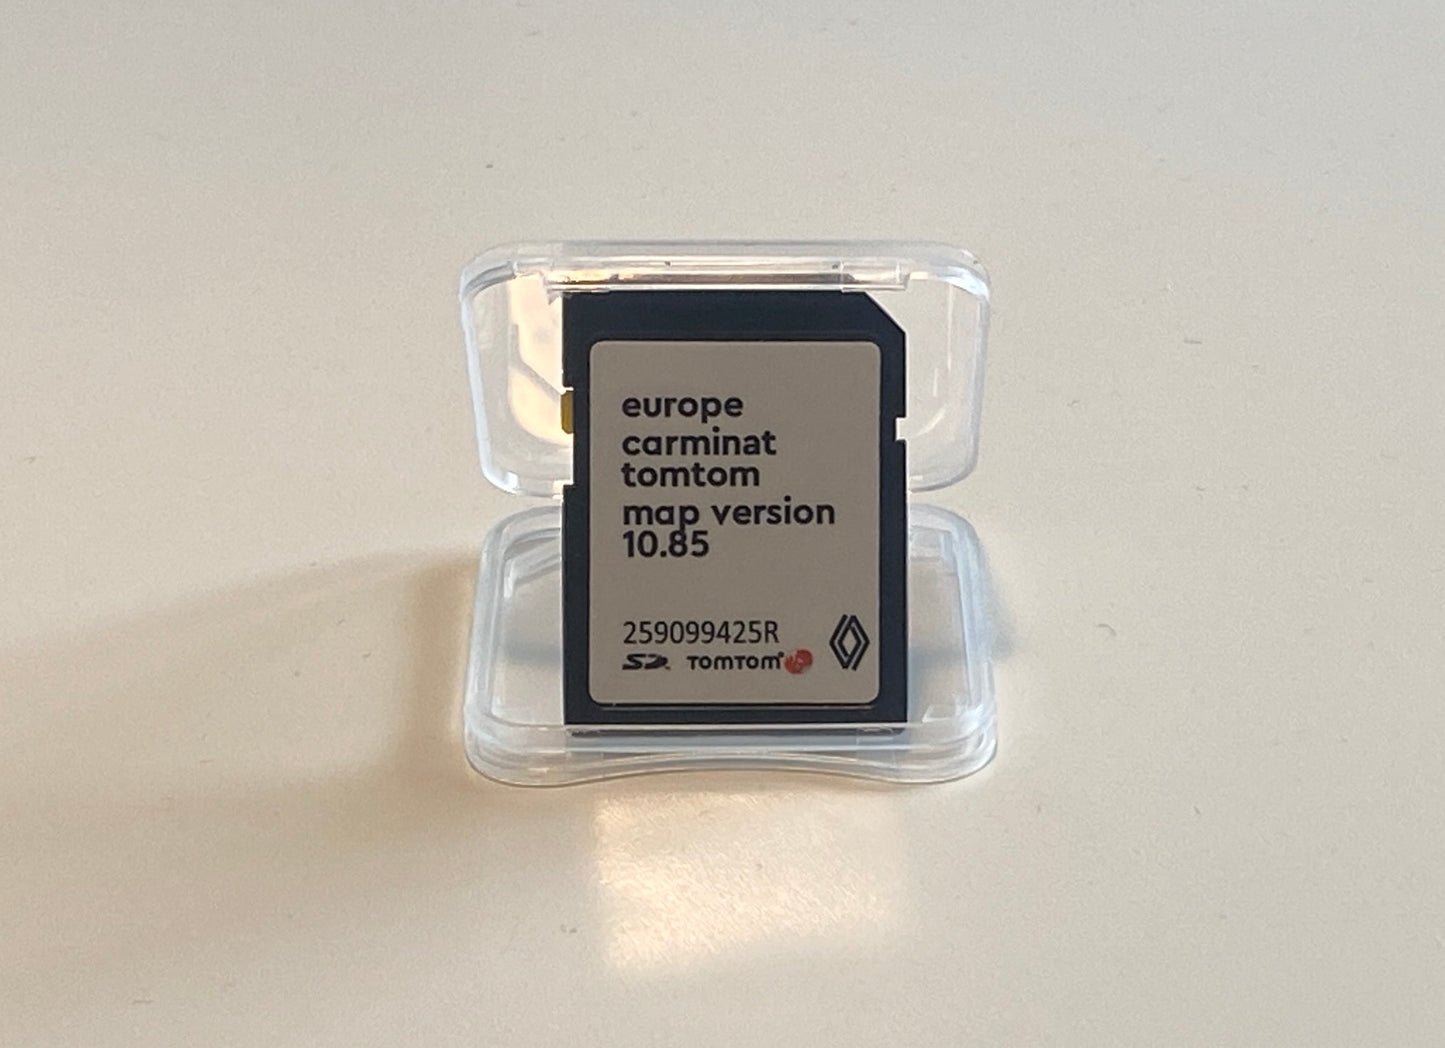 europe
carminat
tomtom
map version
10.85
259099425R
SD TOMTOM